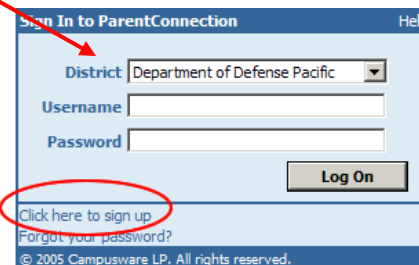 Sign In to ParentConnection Hel
District Department of Defense Pacific
Username
Password
Log On
Click here to sign up
Forgot your password?
© 2005 Campusware LP. All rights reserved.